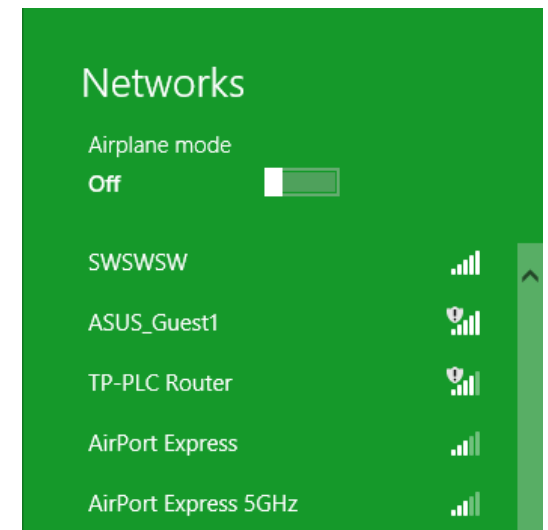 Networks
Airplane mode
Off
SWSWSW
ASUS_Guest1
TP-PLC Router
AirPort Express
AirPort Express 5GHz